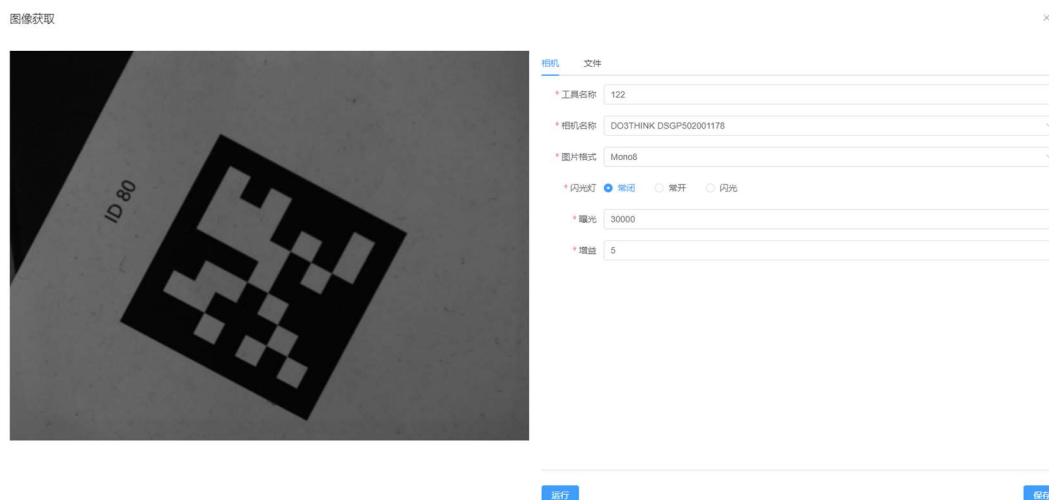 图像获取
ID 80
相机 文件
* 工具名称 122
* 相机名称 DO3THINK DSGP502001178
* 图片格式 Mono8
* 闪光灯 常闭 常开 闪光
* 曝光 30000
* 增益 5
运行 保存